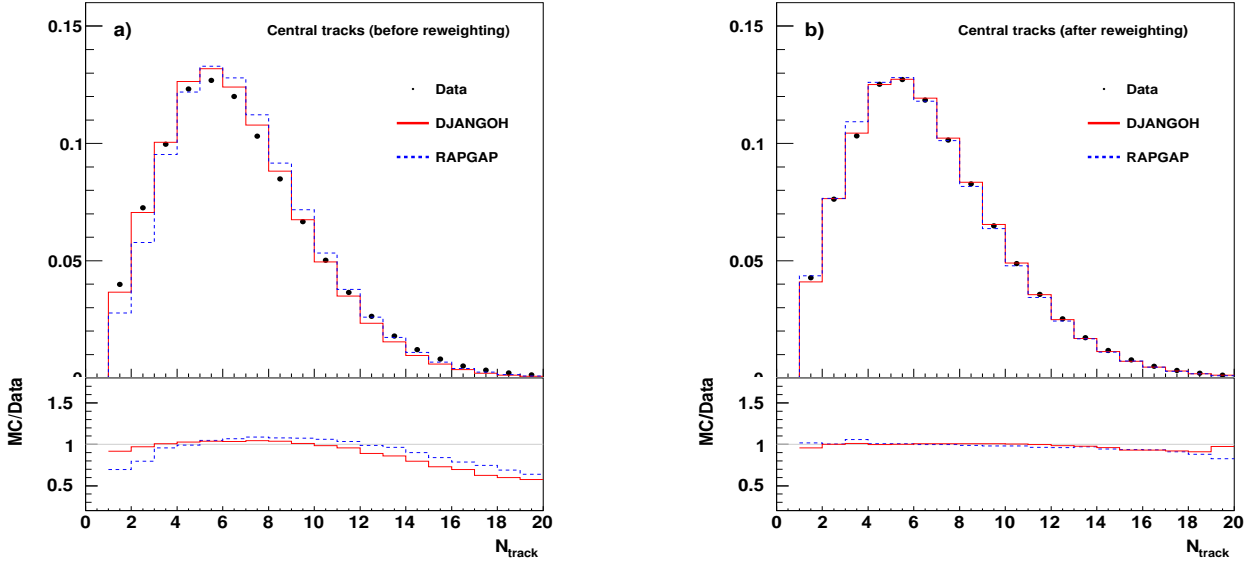 a)
Central tracks (before reweighting)
Data
DJANGOH
RAPGAP
0.15
0.1
0.05
0
MC/Data
1.5
1
0.5
0 2 4 6 8 10 12 14 16 18 20
N_track
b)
Central tracks (after reweighting)
Data
DJANGOH
RAPGAP
0.15
0.1
0.05
0
MC/Data
1.5
1
0.5
0 2 4 6 8 10 12 14 16 18 20
N_track